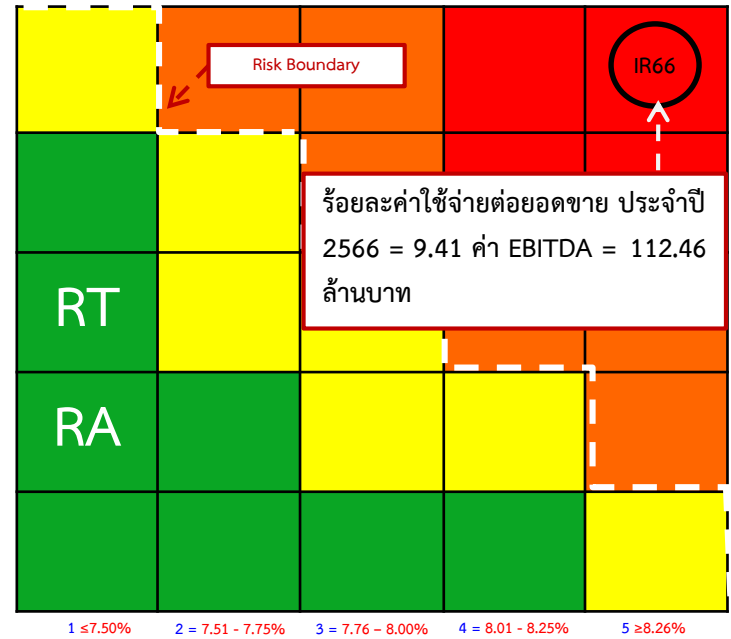 Risk Boundary
IR66
ร้อยละค่าใช้จ่ายต่อยอดขาย ประจำปี
2566 = 9.41 ค่า EBITDA = 112.46
ล้านบาท
RT
RA
1 ≤7.50% 2 = 7.51 - 7.75% 3 = 7.76 – 8.00% 4 = 8.01 - 8.25% 5 ≥8.26%